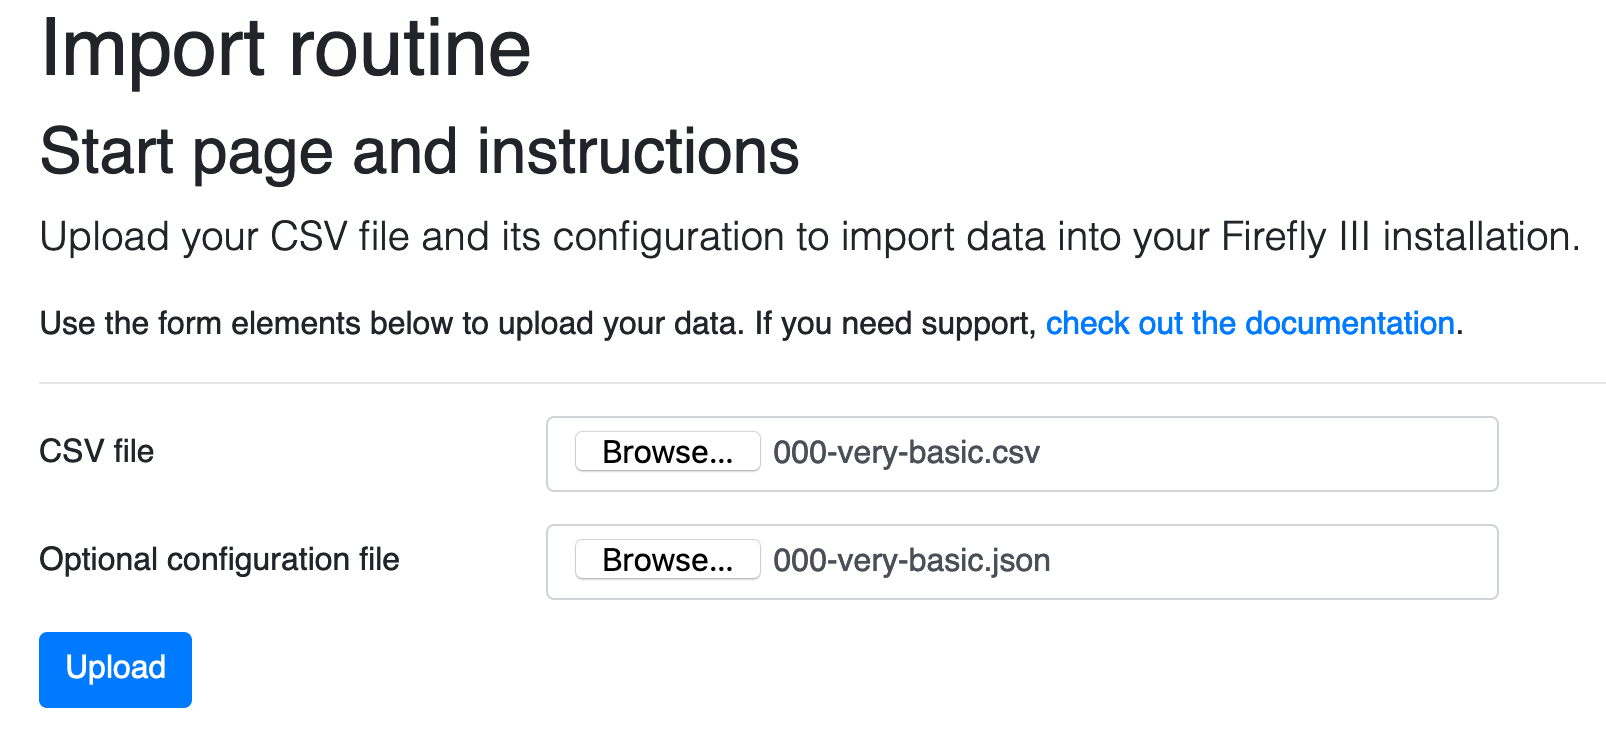 Import routine
Start page and instructions
Upload your CSV file and its configuration to import data into your Firefly III installation.
Use the form elements below to upload your data. If you need support, check out the documentation.
CSV file
Browse... 000-very-basic.csv
Optional configuration file
Browse... 000-very-basic.json
Upload